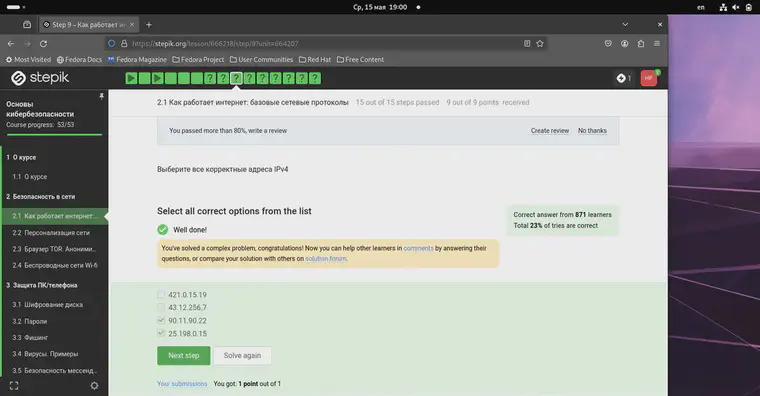 Ср, 15 мая 19:00
en
Step 9 – Как работает ин
https://stepik.org/lesson/666218/step/9?unit=664207
Most Visited
Fedora Docs
Fedora Magazine
Fedora Project
User Communities
Red Hat
Free Content
stepik
1
HF
Основы
кибербезопасности
Course progress: 53/53
2.1 Как работает интернет: базовые сетевые протоколы 15 out of 15 steps passed 9 out of 9 points received
You passed more than 80%, write a review
Create review
No thanks
1 О курсе
1.1 О курсе
2 Безопасность в сети
2.1 Как работает интернет:...
2.2 Персонализация сети
2.3 Браузер TOR. Аноними...
2.4 Беспроводные сети Wi-fi
3 Защита ПК/телефона
3.1 Шифрование диска
3.2 Пароли
3.3 Фишинг
3.4 Вирусы. Примеры
3.5 Безопасность мессенд...
Выберите все корректные адреса IPv4
Select all correct options from the list
Well done!
You've solved a complex problem, congratulations! Now you can help other learners in comments by answering their
questions, or compare your solution with others on solution forum.
Correct answer from 871 learners
Total 23% of tries are correct
421.0.15.19
43.12.256.7
90.11.90.22
25.198.0.15
Next step
Solve again
Your submissions You got: 1 point out of 1